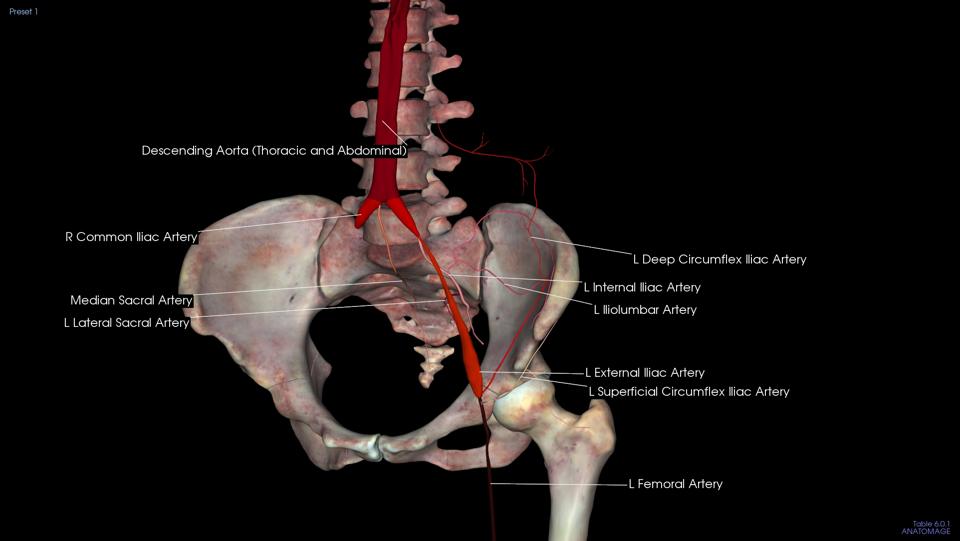 Preset 1
Descending Aorta (Thoracic and Abdominal)
R Common Iliac Artery
L Deep Circumflex Iliac Artery
L Internal Iliac Artery
Median Sacral Artery
L Iliolumbar Artery
L Lateral Sacral Artery
L External Iliac Artery
L Superficial Circumflex Iliac Artery
L Femoral Artery
Table 6.0.1
ANATOMAGE